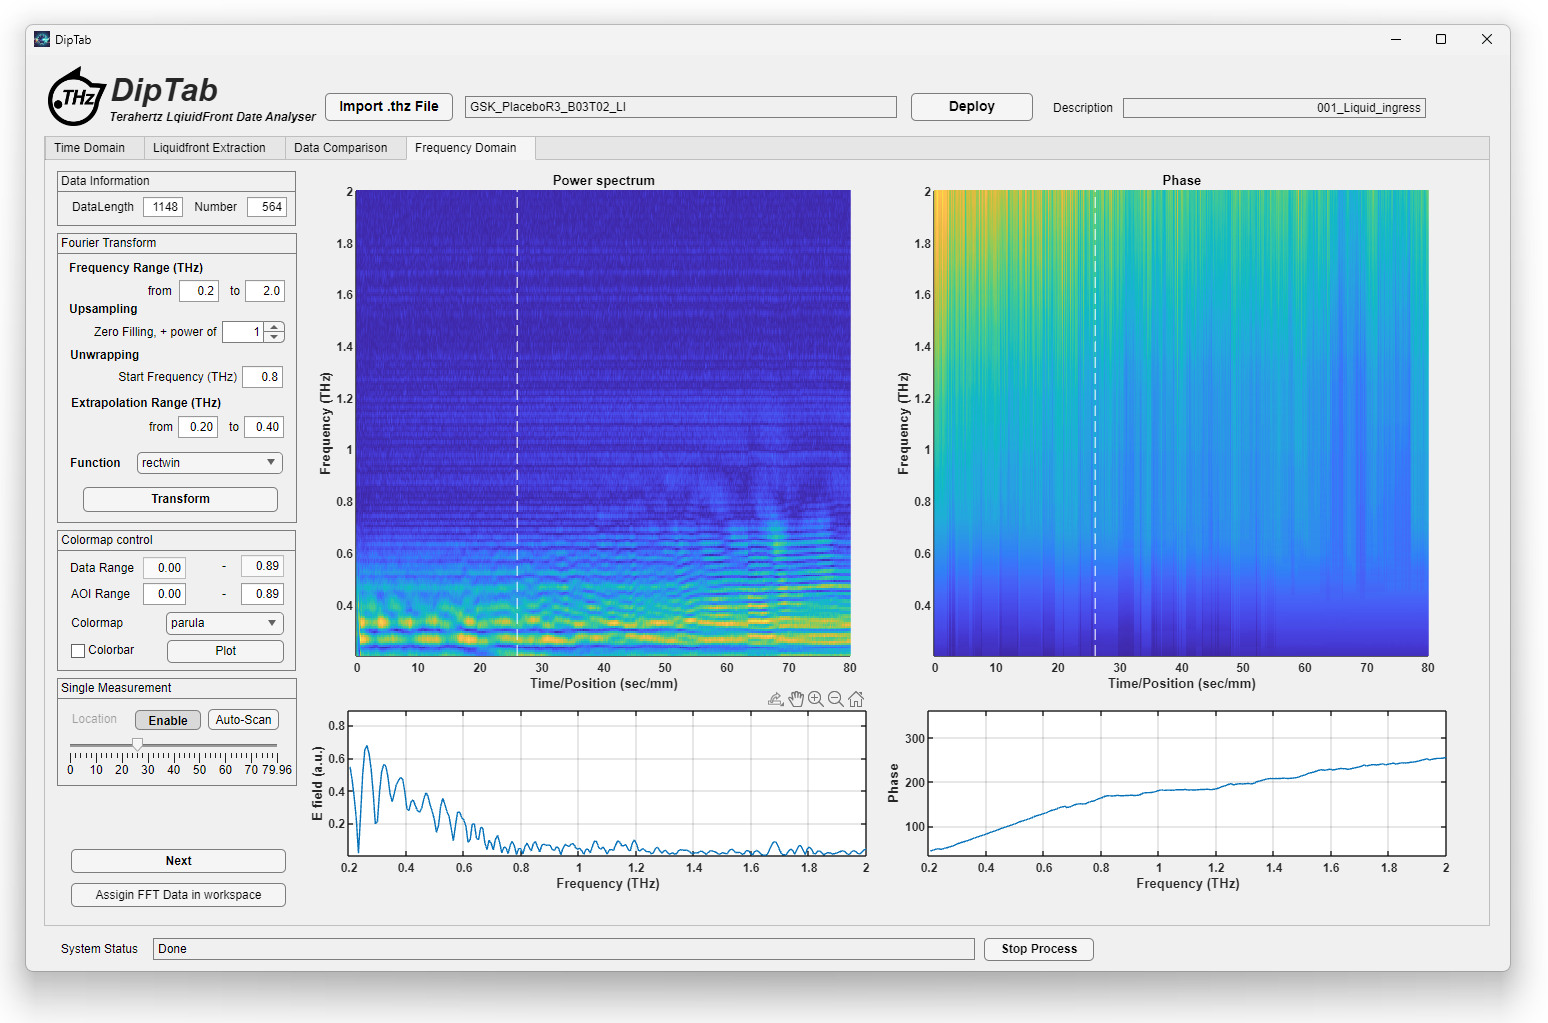 DipTab
.THz
DipTab
Terahertz LqiuidFront Date Analyser
Import .thz File
GSK_PlaceboR3_B03T02_LI
Deploy
Description
001_Liquid_ingress
Time Domain
Liquidfront Extraction
Data Comparison
Frequency Domain
Data Information
DataLength 1148 Number 564
Fourier Transform
Frequency Range (THz)
from 0.2 to 2.0
Upsampling
Zero Filling, + power of 1
Unwrapping
Start Frequency (THz) 0.8
Extrapolation Range (THz)
from 0.20 to 0.40
Function rectwin
Transform
Colormap control
Data Range 0.00 - 0.89
AOI Range 0.00 - 0.89
Colormap parula
Colorbar Plot
Single Measurement
Location Enable Auto-Scan
0 10 20 30 40 50 60 70 79.96
Next
Assigin FFT Data in workspace
Power spectrum
Frequency (THz)
2
1.8
1.6
1.4
1.2
1
0.8
0.6
0.4
0 10 20 30 40 50 60 70 80
Time/Position (sec/mm)
Phase
Frequency (THz)
2
1.8
1.6
1.4
1.2
1
0.8
0.6
0.4
0 10 20 30 40 50 60 70 80
Time/Position (sec/mm)
E field (a.u.)
0.8
0.6
0.4
0.2
0.2 0.4 0.6 0.8 1 1.2 1.4 1.6 1.8 2
Frequency (THz)
Phase
300
200
100
0.2 0.4 0.6 0.8 1 1.2 1.4 1.6 1.8 2
Frequency (THz)
System Status Done
Stop Process